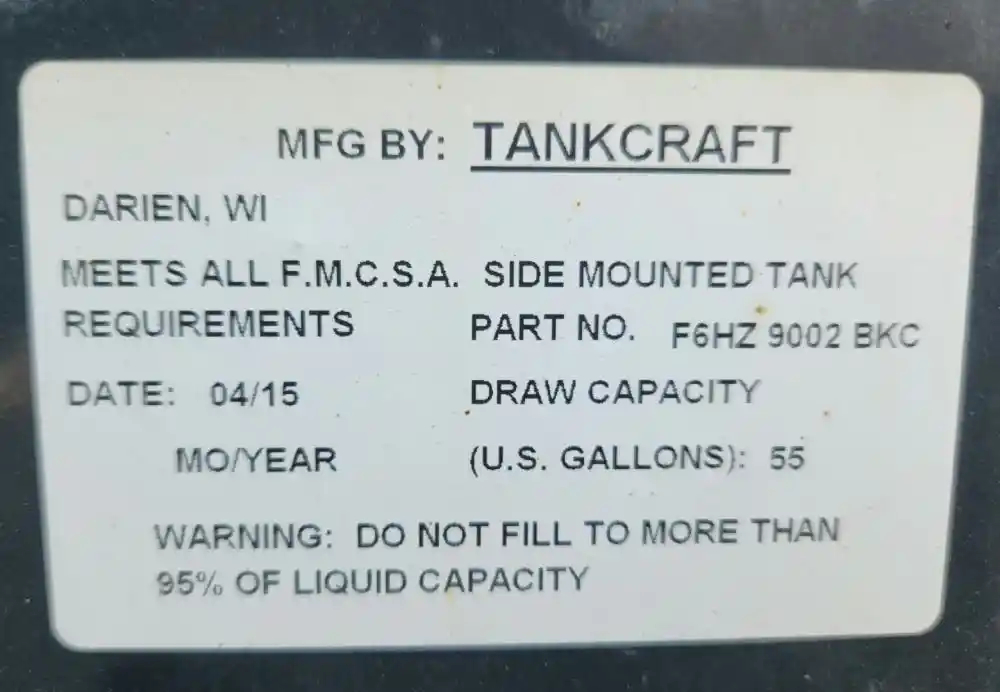 MFG BY: TANKCRAFT
DARIEN, WI
MEETS ALL F.M.C.S.A. SIDE MOUNTED TANK
REQUIREMENTS PART NO. F6HZ 9002 BKC
DATE: 04/15 DRAW CAPACITY
MO/YEAR (U.S. GALLONS): 55
WARNING: DO NOT FILL TO MORE THAN
95% OF LIQUID CAPACITY